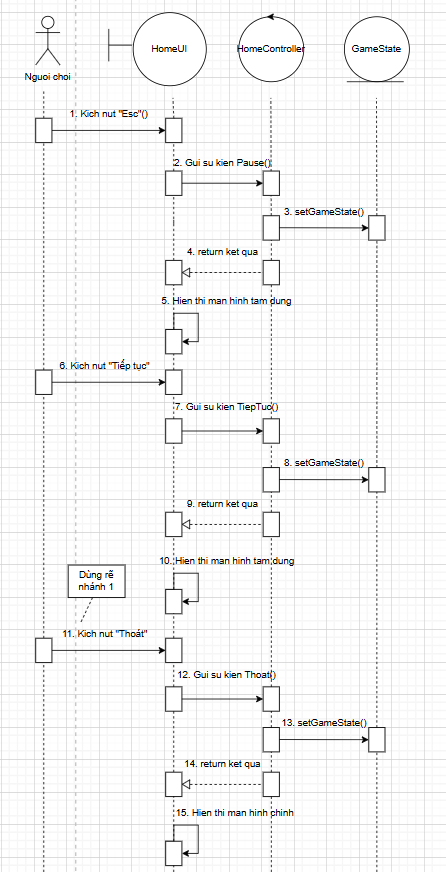 Nguoi choi
HomeUI
HomeController
GameState
1. Kich nut "Esc"()
2. Gui su kien Pause()
3. setGameState()
4. return ket qua
5. Hien thi man hinh tam dung
6. Kich nut "Tiếp tục"
7. Gui su kien TiepTuc()
8. setGameState()
9. return ket qua
10. Hien thi man hinh tam dung
Dùng rẽ
nhánh 1
11. Kich nut "Thoát"
12. Gui su kien Thoat()
13. setGameState()
14. return ket qua
15. Hien thi man hinh chinh